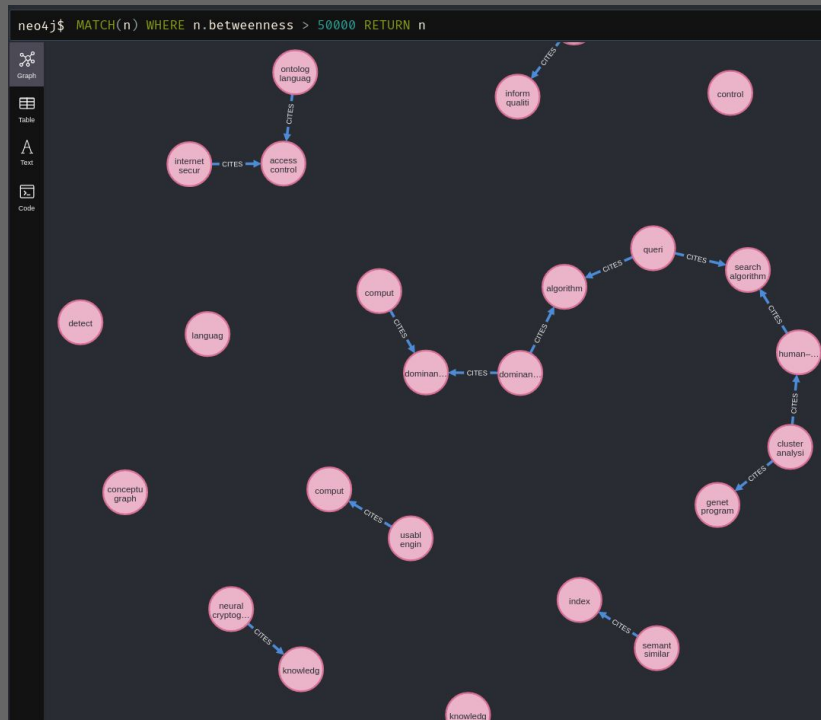 neo4j$ MATCH(n) WHERE n.betweenness > 50000 RETURN n
Graph
Table
Text
Code
ontolog
languag
CITES
internet
secur
CITES
access
control
CITES
inform
qualiti
control
queri
CITES
CITES
algorithm
search
algorithm
comput
CITES
CITES
CITES
detect
languag
human–...
dominan...
CITES
dominan...
CITES
cluster
analysi
CITES
genet
program
conceptu
graph
comput
CITES
usabl
engin
neural
cryptog...
CITES
knowledg
index
CITES
semant
similar
knowledg